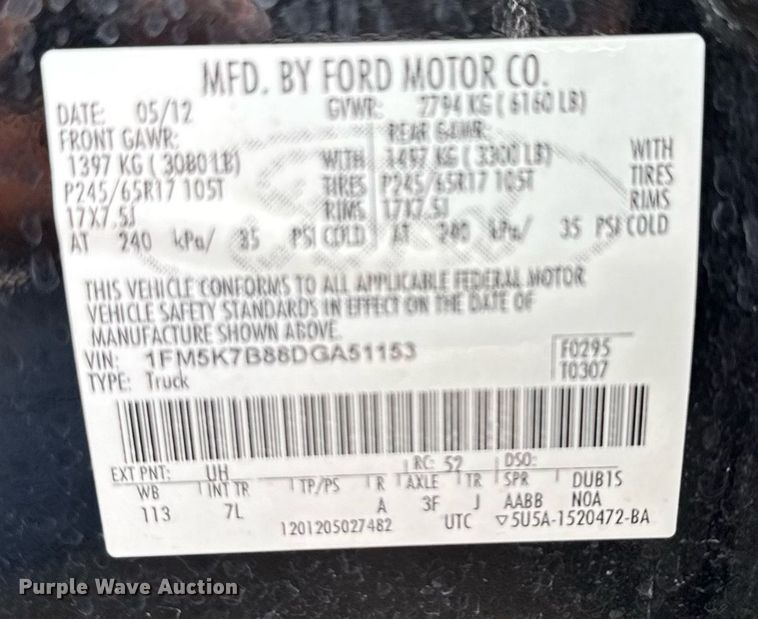 MFD. BY FORD MOTOR CO.
DATE: 05/12 GVWR: 2794 KG ( 6160 LB)
FRONT GAWR: REAR GAWR:
1397 KG ( 3080 LB) WITH 1497 KG ( 3300 LB) WITH
P245/65R17 105T TIRES P245/65R17 105T TIRES
17X7.5J RIMS 17X7.5J RIMS
AT 240 kPa/ 35 PSI COLD AT 240 kPa/ 35 PSI COLD
THIS VEHICLE CONFORMS TO ALL APPLICABLE FEDERAL MOTOR
VEHICLE SAFETY STANDARDS IN EFFECT ON THE DATE OF
MANUFACTURE SHOWN ABOVE.
VIN: 1FM5K7B88DGA51153 F0295
TYPE: Truck T0307
EXT PNT: UH RC: 52 DSO:
WB INT TR TP/PS R AXLE TR SPR DUB1S
113 7L A 3F J AABB N0A
1201205027482 UTC ▽5U5A-1520472-BA
Purple Wave Auction